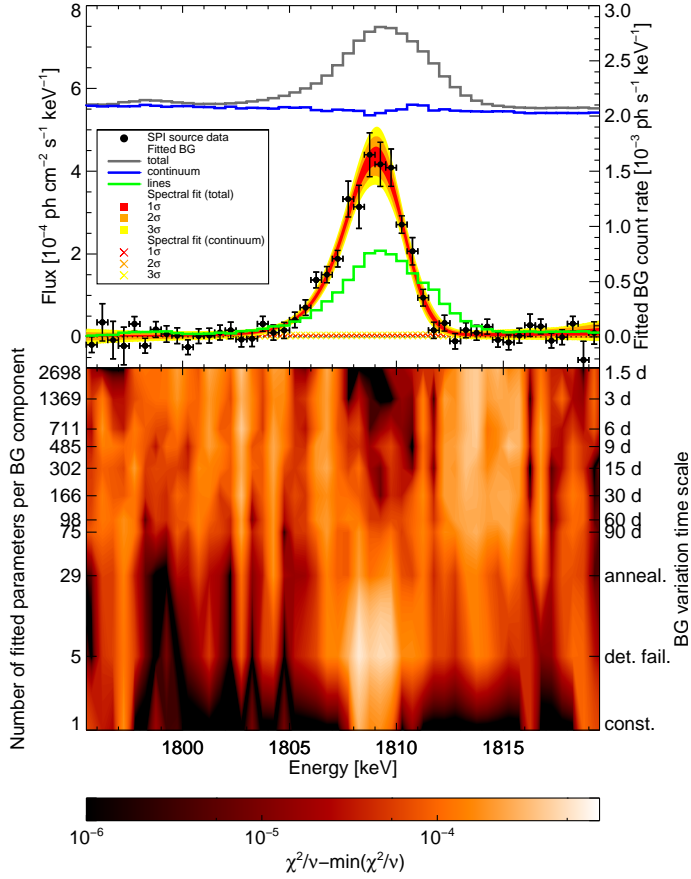 8
6
4
2
0
Flux [10⁻⁴ ph cm⁻² s⁻¹ keV⁻¹]
3.0
2.5
2.0
1.5
1.0
0.5
0.0
Fitted BG count rate [10⁻³ ph s⁻¹ keV⁻¹]
SPI source data
Fitted BG
total
continuum
lines
Spectral fit (total)
1σ
2σ
3σ
Spectral fit (continuum)
1σ
2σ
3σ
2698
1369
711
485
302
166
98
75
29
5
1
Number of fitted parameters per BG component
1.5 d
3 d
6 d
9 d
15 d
30 d
60 d
90 d
anneal.
det. fail.
const.
BG variation time scale
1800 1805 1810 1815
Energy [keV]
10⁻⁶ 10⁻⁵ 10⁻⁴
χ²/ν−min(χ²/ν)